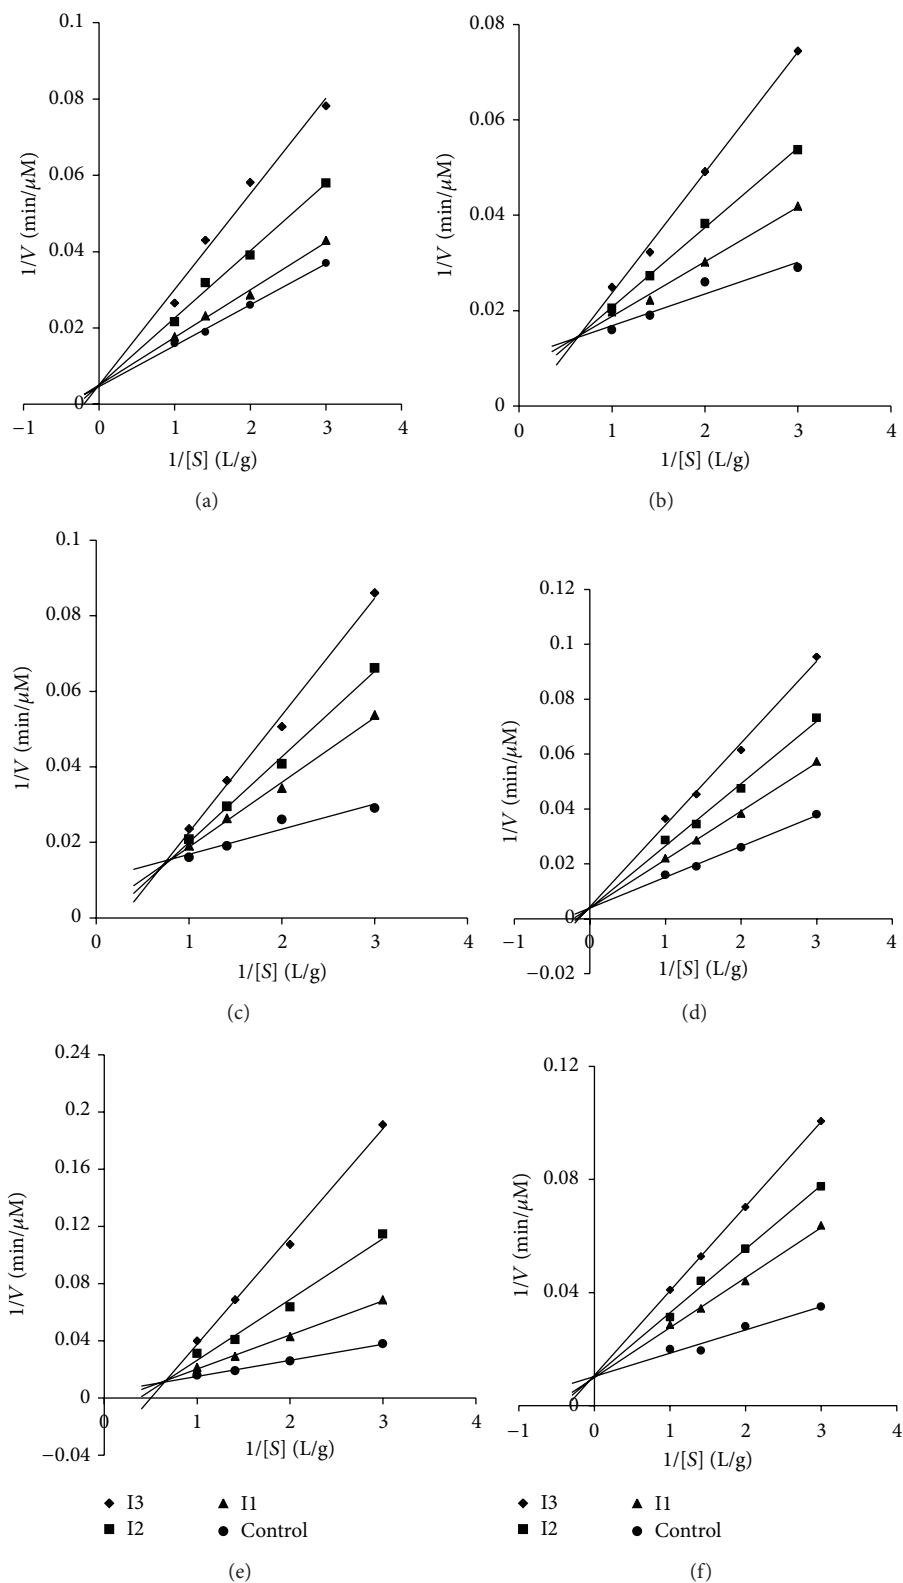 0.1
0.08
0.06
0.04
0.02
0
−1 0 1 2 3 4
1/V (min/μM)
1/[S] (L/g)
(a)
0.08
0.06
0.04
0.02
0
0 1 2 3 4
1/V (min/μM)
1/[S] (L/g)
(b)
0.1
0.08
0.06
0.04
0.02
0
0 1 2 3 4
1/V (min/μM)
1/[S] (L/g)
(c)
0.12
0.1
0.08
0.06
0.04
0.02
0
−0.02
−1 0 1 2 3 4
1/V (min/μM)
1/[S] (L/g)
(d)
0.24
0.2
0.16
0.12
0.08
0.04
0
−0.04
0 1 2 3 4
1/V (min/μM)
1/[S] (L/g)
I3 I1
I2 Control
(e)
0.12
0.08
0.04
0
−1 0 1 2 3 4
1/V (min/μM)
1/[S] (L/g)
I3 I1
I2 Control
(f)